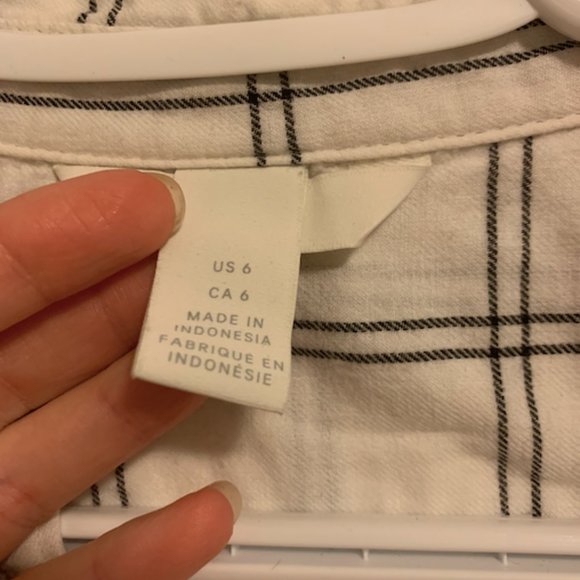 US 6
CA 6
MADE IN
INDONESIA
FABRIQUE EN
INDONÉSIE